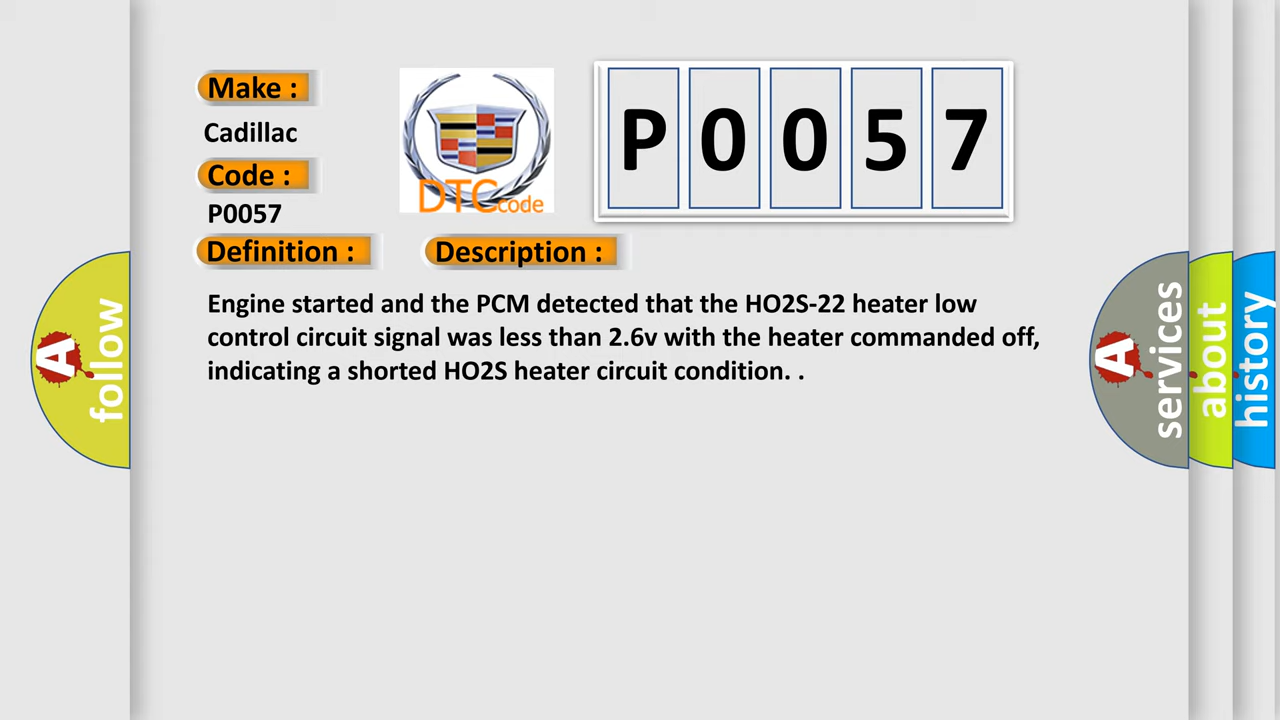 Make :
Cadillac
Code :
P0057
DTC code
P 0 0 5 7
Definition :
Description :
Engine started and the PCM detected that the HO2S-22 heater low
control circuit signal was less than 2.6v with the heater commanded off,
indicating a shorted HO2S heater circuit condition. .
A follow
A services
about
history